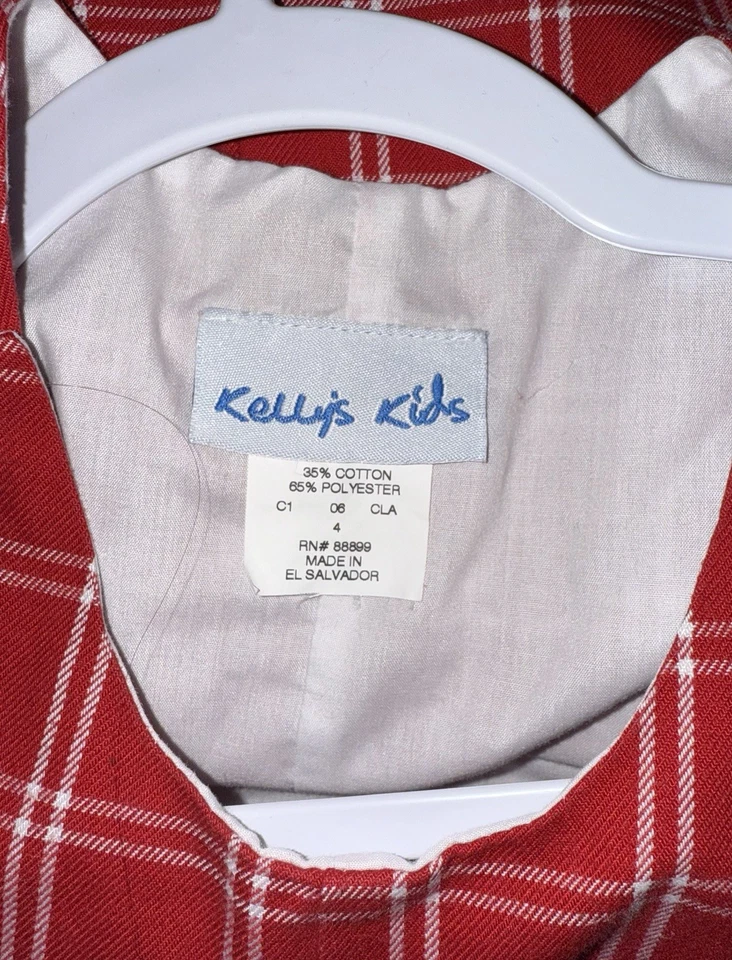 Kelly's Kids
35% COTTON
65% POLYESTER
C1 06 CLA
4
RN# 88899
MADE IN
EL SALVADOR